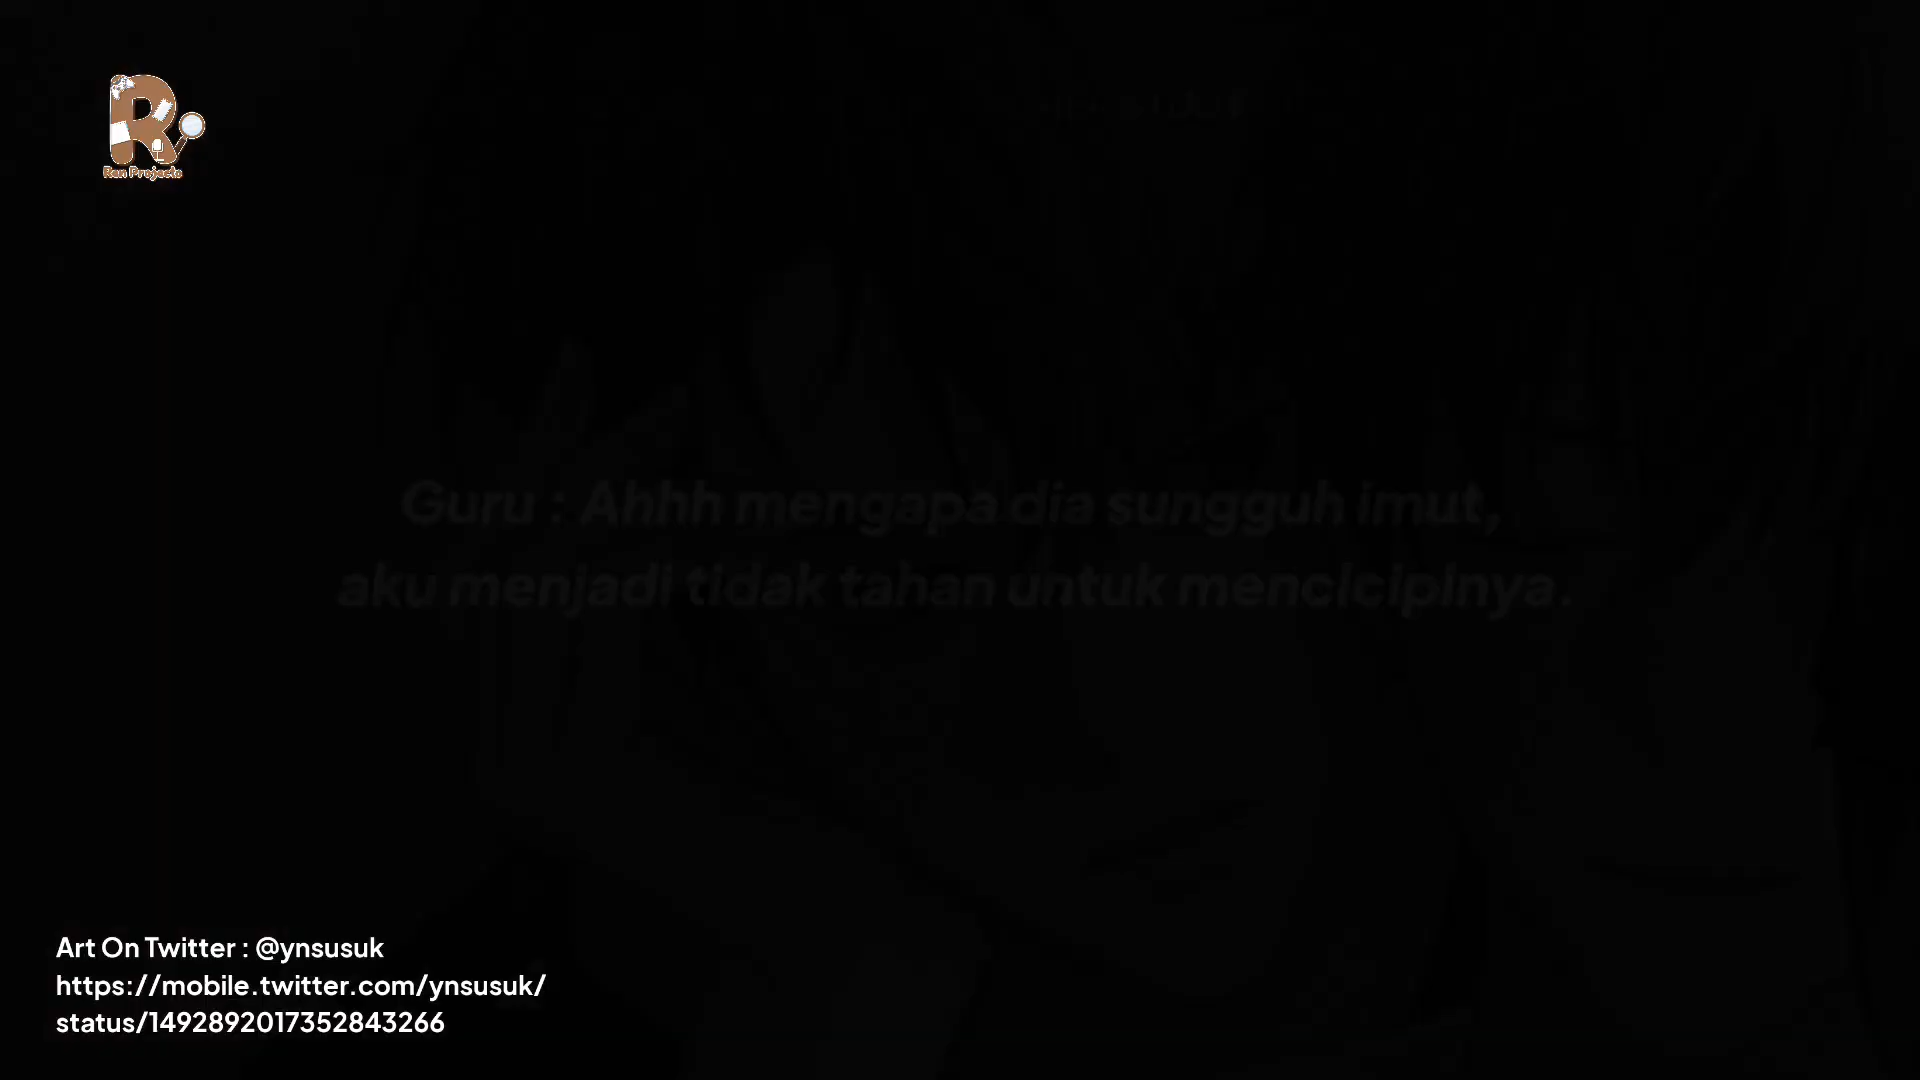 Ran Projects
Guru : Ahhh mengapa dia sungguh imut,
aku menjadi tidak tahan untuk mencicipinya.
Art On Twitter : @ynsusuk
https://mobile.twitter.com/ynsusuk/
status/1492892017352843266